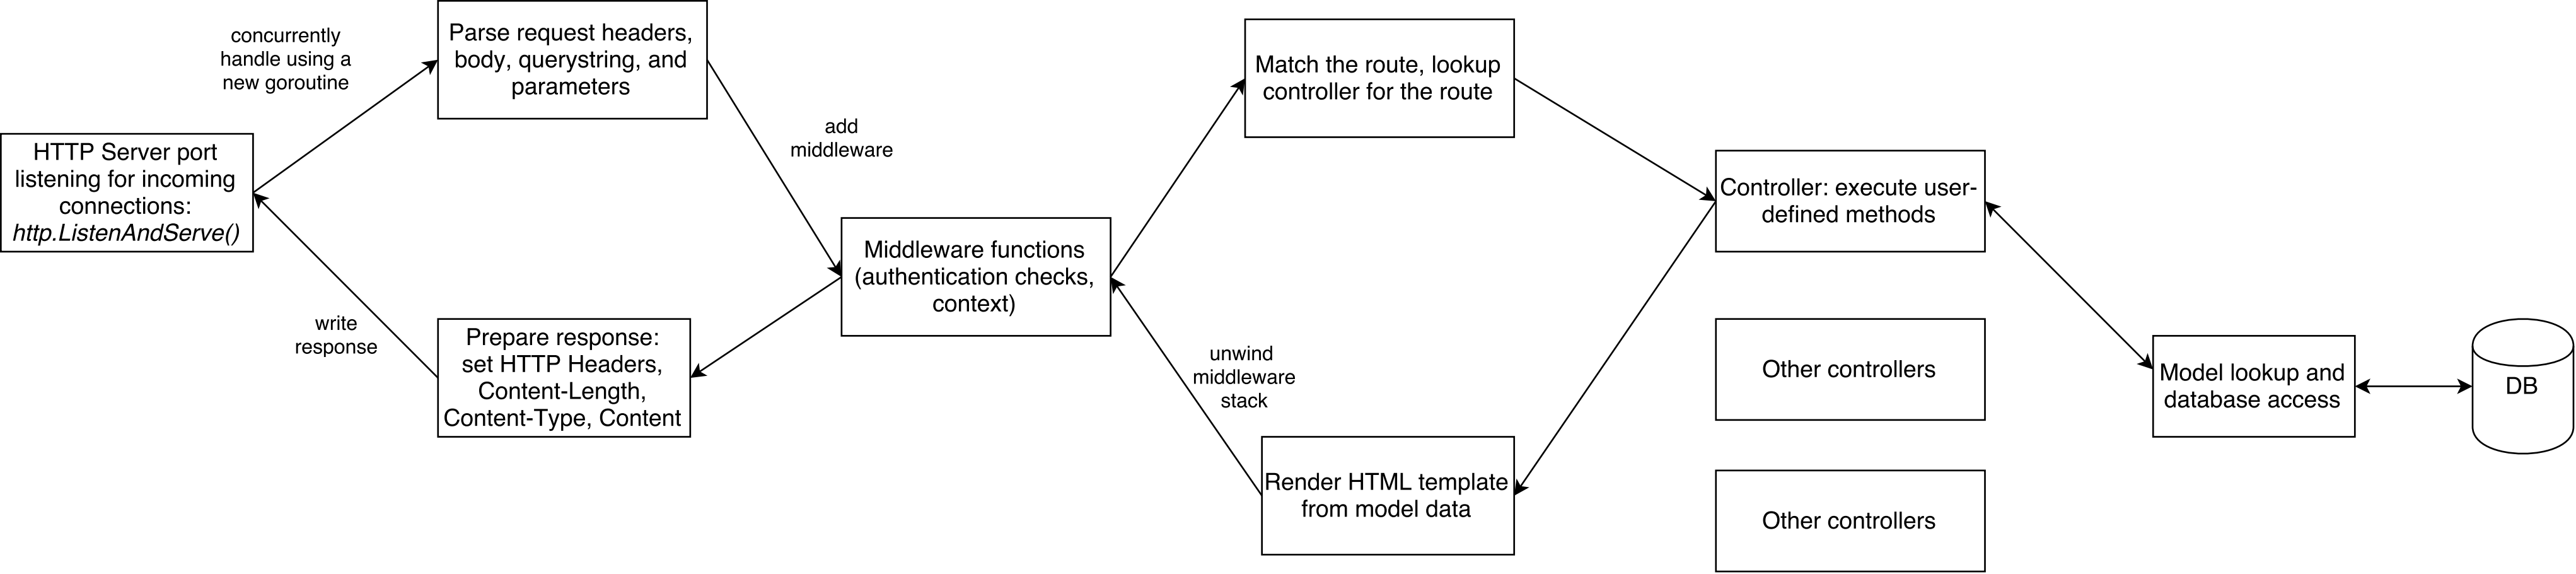 concurrently
handle using a
new goroutine
Parse request headers,
body, querystring, and
parameters
HTTP Server port
listening for incoming
connections:
http.ListenAndServe()
add
middleware
Middleware functions
(authentication checks,
context)
write
response
Prepare response:
set HTTP Headers,
Content-Length,
Content-Type, Content
Match the route, lookup
controller for the route
unwind
middleware
stack
Render HTML template
from model data
Controller: execute user-
defined methods
Other controllers
Other controllers
Model lookup and
database access
DB